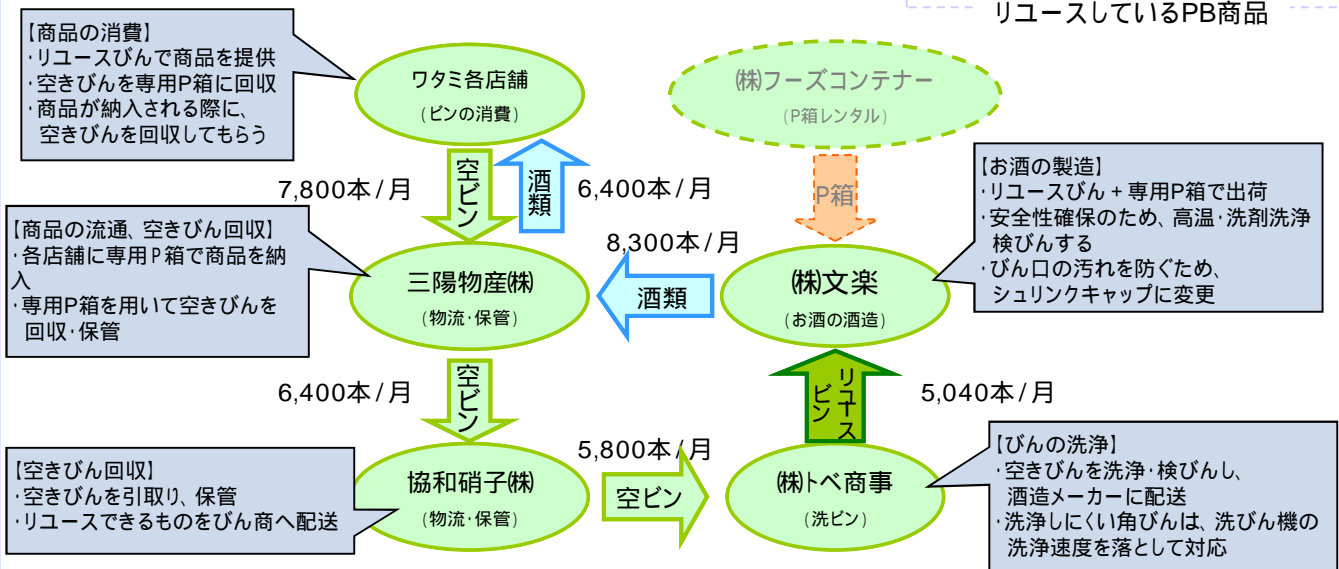 リユースしているPB商品
【商品の消費】
・リユースびんで商品を提供
・空きびんを専用P箱に回収
・商品が納入される際に、
空きびんを回収してもらう
ワタミ各店舗
(ビンの消費)
㈱フーズコンテナー
(P箱レンタル)
空ビン
酒類
7,800本/月
6,400本/月
P箱
【お酒の製造】
・リユースびん+専用P箱で出荷
・安全性確保のため、高温・洗剤洗浄
検びんする
・びん口の汚れを防ぐため、
シュリンクキャップに変更
【商品の流通、空きびん回収】
・各店舗に専用P箱で商品を納
入
・専用P箱を用いて空きびんを
回収・保管
三陽物産㈱
(物流・保管)
8,300本/月
酒類
㈱文楽
(お酒の酒造)
空ビン
6,400本/月
リユース
ビン
5,040本/月
【空きびん回収】
・空きびんを引取り、保管
・リユースできるものをびん商へ配送
協和硝子㈱
(物流・保管)
5,800本/月
空ビン
㈱トベ商事
(洗ビン)
【びんの洗浄】
・空きびんを洗浄・検びんし、
酒造メーカーに配送
・洗浄しにくい角びんは、洗びん機の
洗浄速度を落として対応